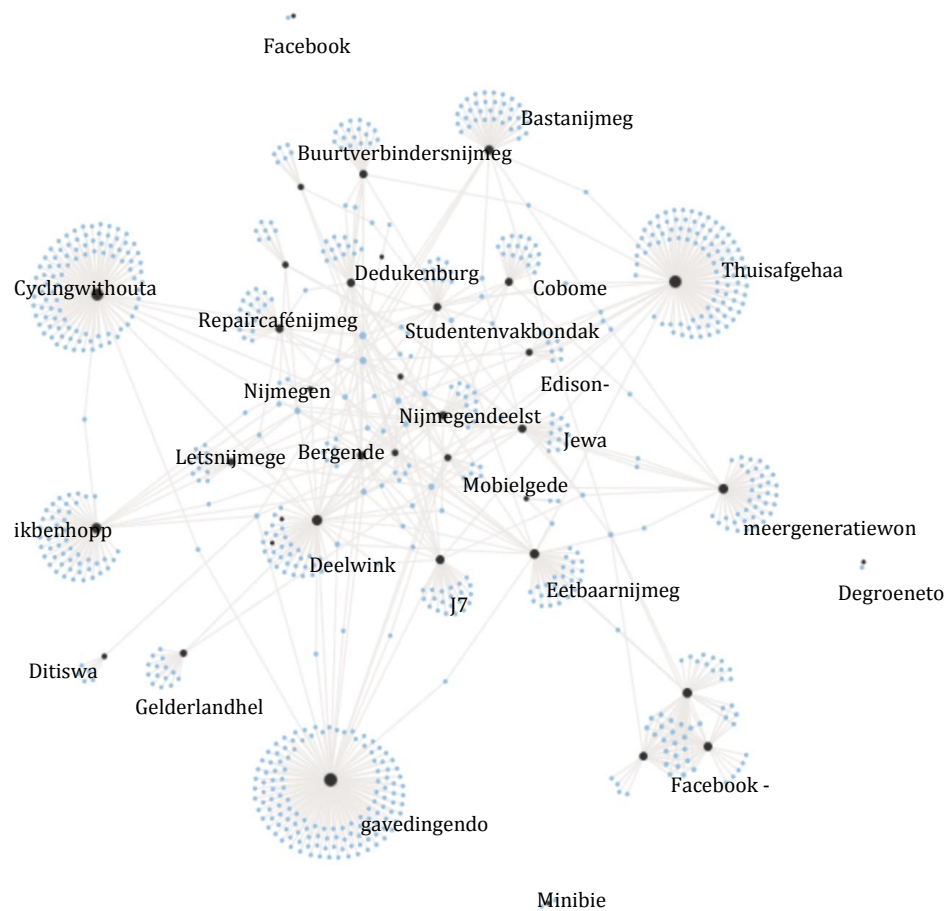 Facebook
Bastanijmeg
Buurtverbindersnijmeg
Dedukenburg
Thuisafgehaa
Cyclngwithouta
Cobome
Repaircafénijmeg
Studentenvakbondak
Edison-
Nijmegen
Nijmegendeelst
Jewa
Letsnijmege
Bergende
Mobielgede
ikbenhopp
meergeneratiewon
Deelwink
Eetbaarnijmeg
Degroeneto
J7
Ditiswa
Gelderlandhel
Facebook -
gavedingendo
Minibie